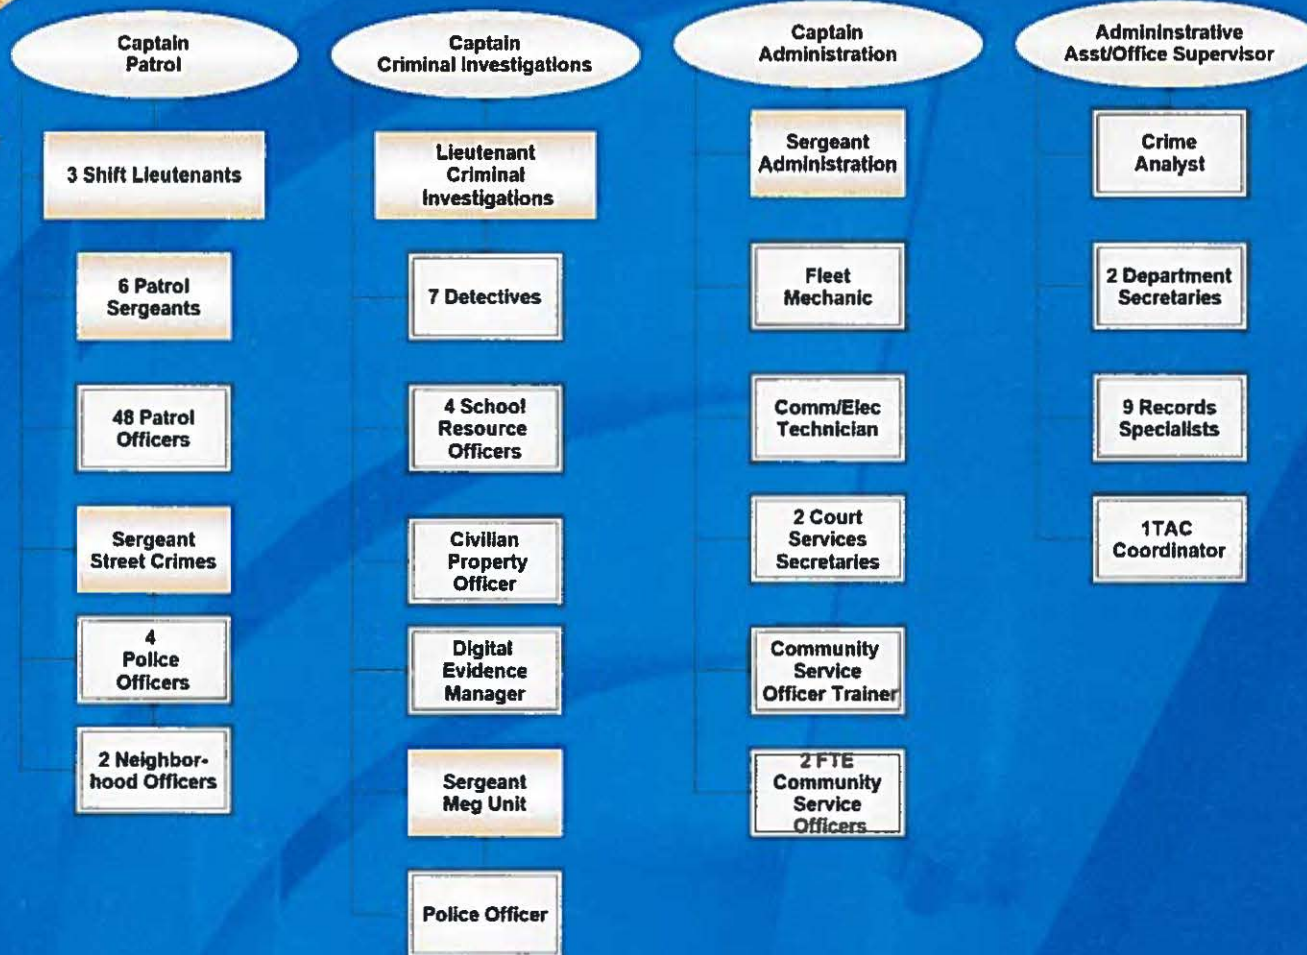 Captain
Patrol
3 Shift Lieutenants
6 Patrol
Sergeants
48 Patrol
Officers
Sergeant
Street Crimes
4
Police
Officers
2 Neighbor-
hood Officers
Captain
Criminal Investigations
Lieutenant
Criminal
Investigations
7 Detectives
4 School
Resource
Officers
Civilian
Property
Officer
Digital
Evidence
Manager
Sergeant
Meg Unit
Police Officer
Captain
Administration
Sergeant
Administration
Fleet
Mechanic
Comm/Elec
Technician
2 Court
Services
Secretaries
Community
Service
Officer Trainer
2 FTE
Community
Service
Officers
Admininstrative
Asst/Office Supervisor
Crime
Analyst
2 Department
Secretaries
9 Records
Specialists
1TAC
Coordinator